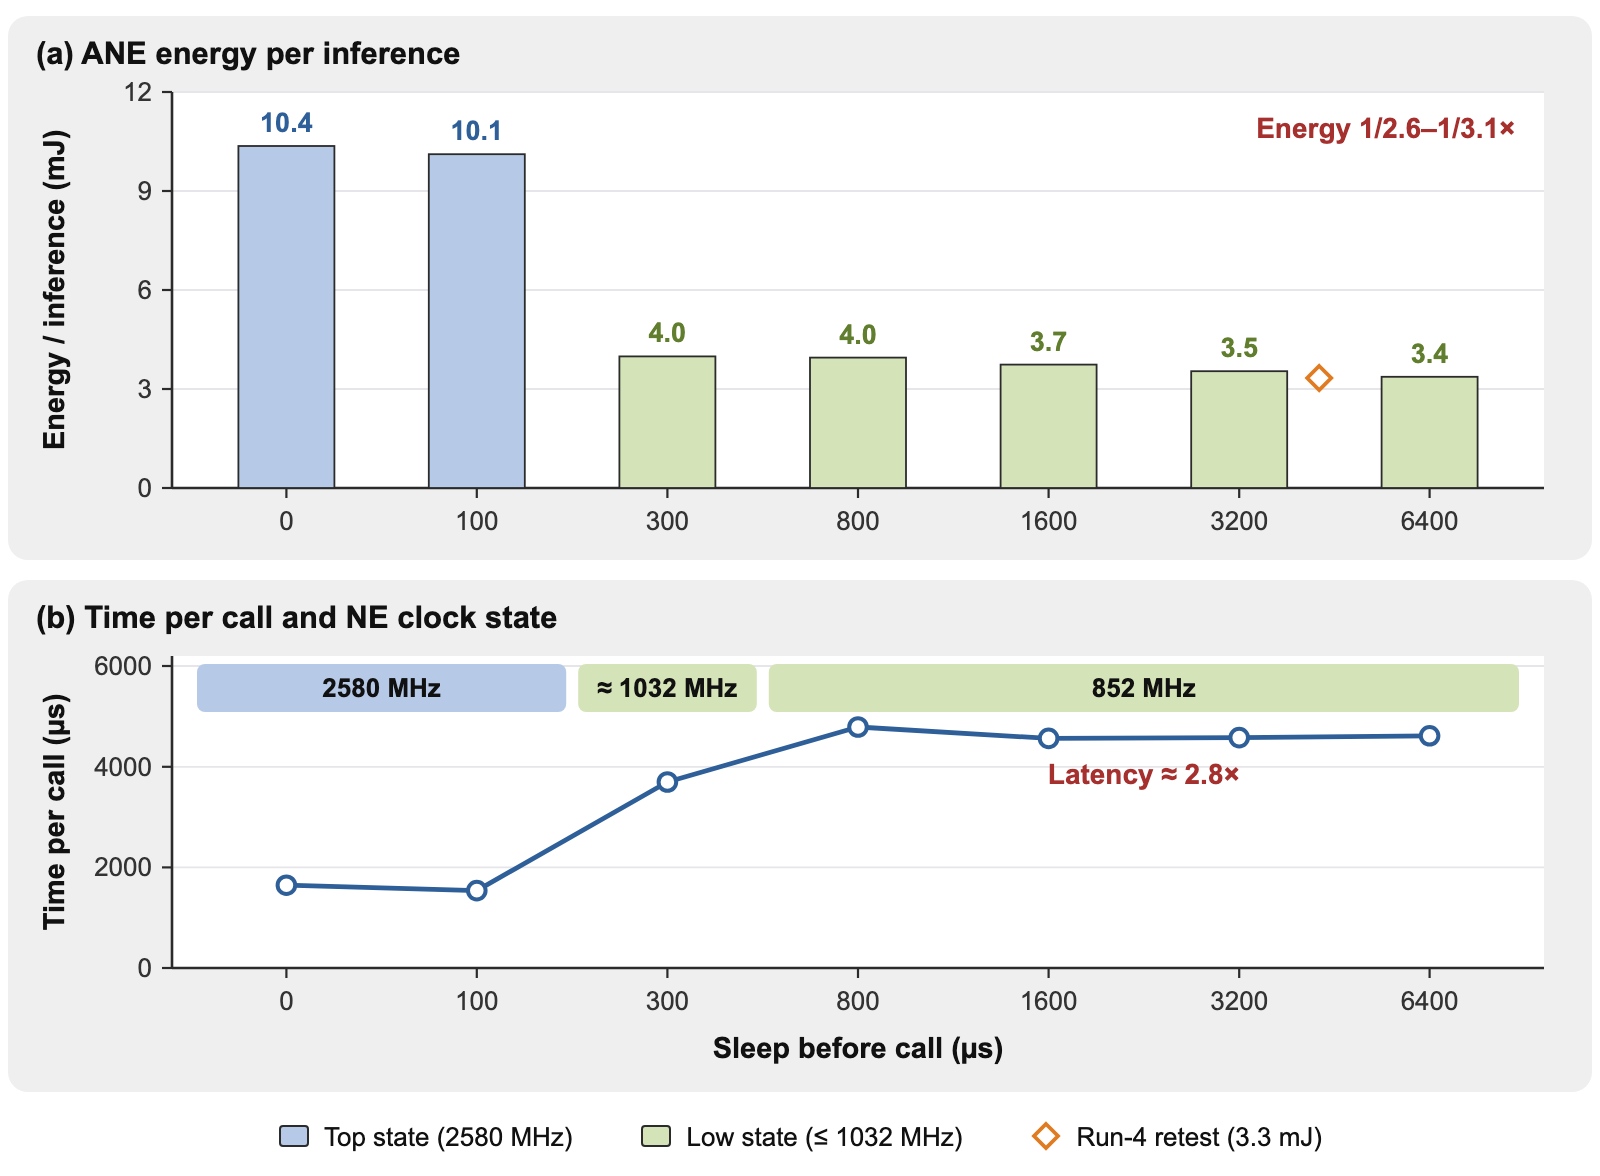 (a) ANE energy per inference
Energy / inference (mJ)
12
9
6
3
0
10.4
10.1
4.0
4.0
3.7
3.5
3.4
Energy 1/2.6–1/3.1×
0 100 300 800 1600 3200 6400
(b) Time per call and NE clock state
Time per call (µs)
6000
4000
2000
0
2580 MHz
≈ 1032 MHz
852 MHz
Latency ≈ 2.8×
0 100 300 800 1600 3200 6400
Sleep before call (µs)
Top state (2580 MHz)
Low state (≤ 1032 MHz)
Run-4 retest (3.3 mJ)